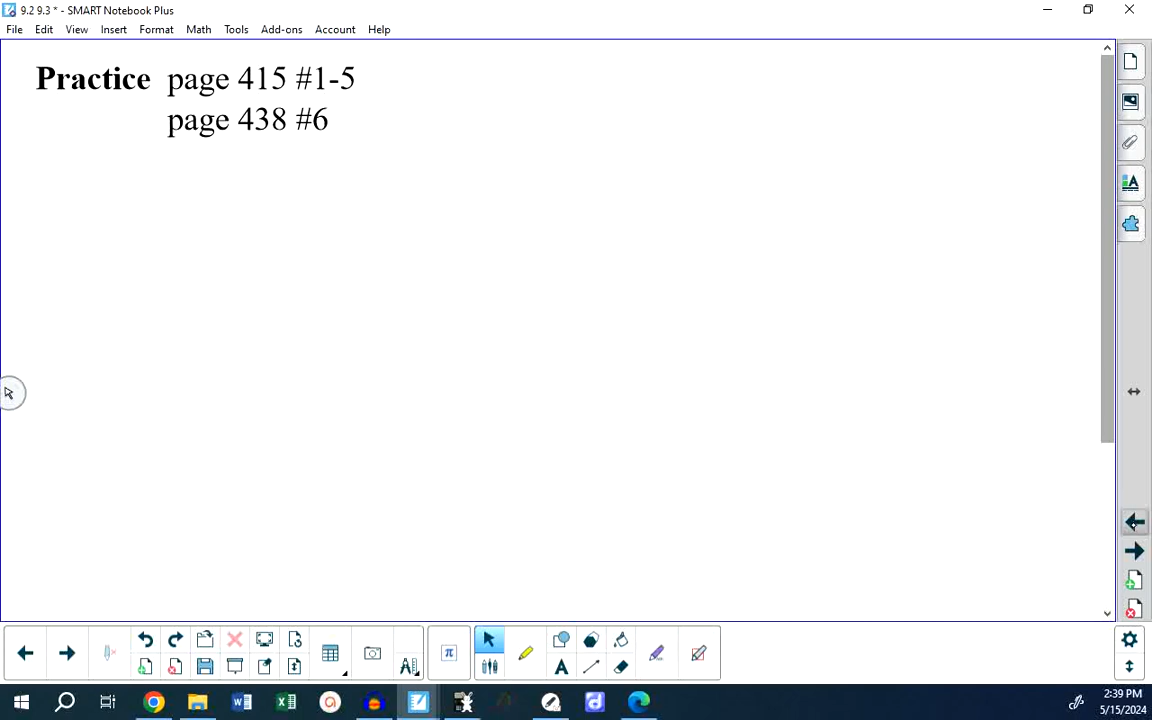 9.2 9.3 * - SMART Notebook Plus
File Edit View Insert Format Math Tools Add-ons Account Help
Practice page 415 #1-5
page 438 #6
2:39 PM
5/15/2024